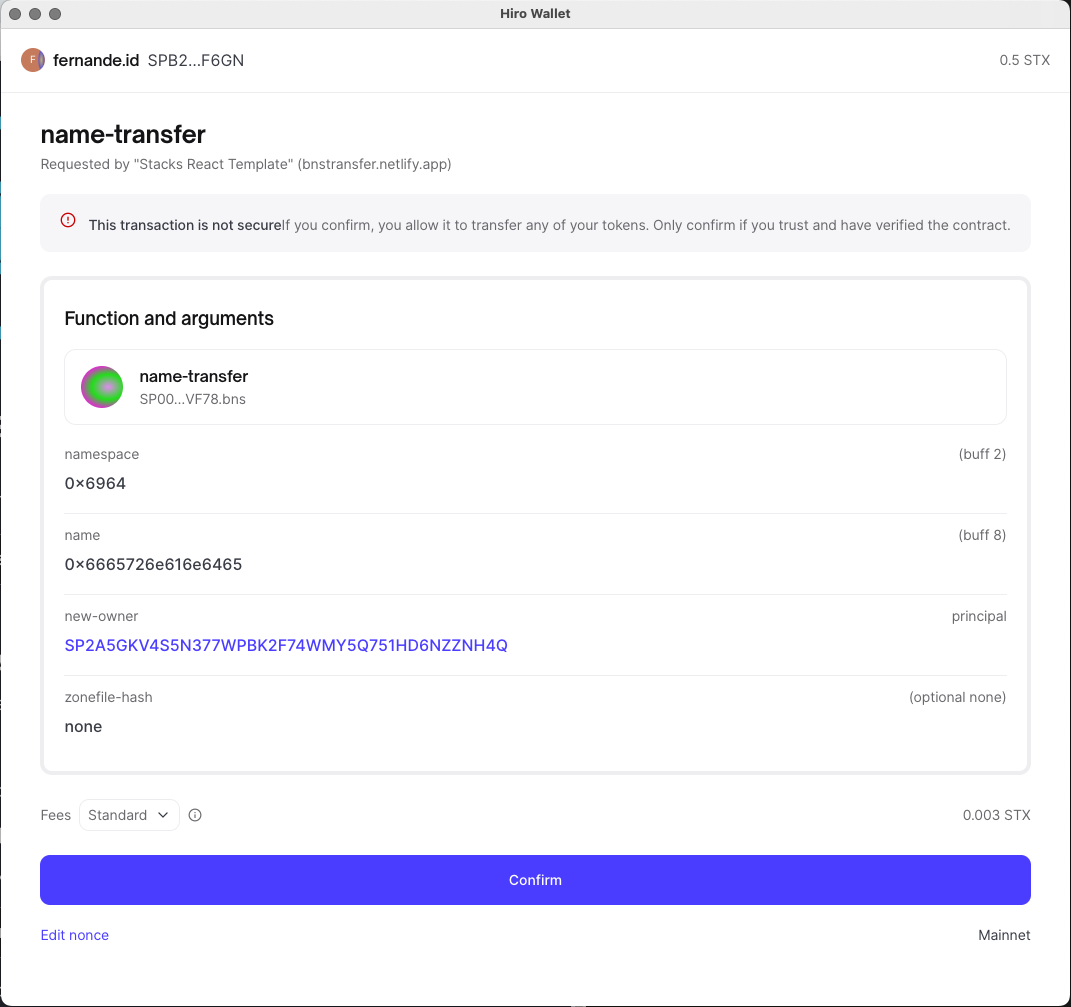 Hiro Wallet
F fernande.id SPB2...F6GN 0.5 STX
name-transfer
Requested by "Stacks React Template" (bnstransfer.netlify.app)
This transaction is not secureIf you confirm, you allow it to transfer any of your tokens. Only confirm if you trust and have verified the contract.
Function and arguments
name-transfer
SP00...VF78.bns
namespace (buff 2)
0×6964
name (buff 8)
0×6665726e616e6465
new-owner principal
SP2A5GKV4S5N377WPBK2F74WMY5Q751HD6NZZNH4Q
zonefile-hash (optional none)
none
Fees Standard 0.003 STX
Confirm
Edit nonce Mainnet